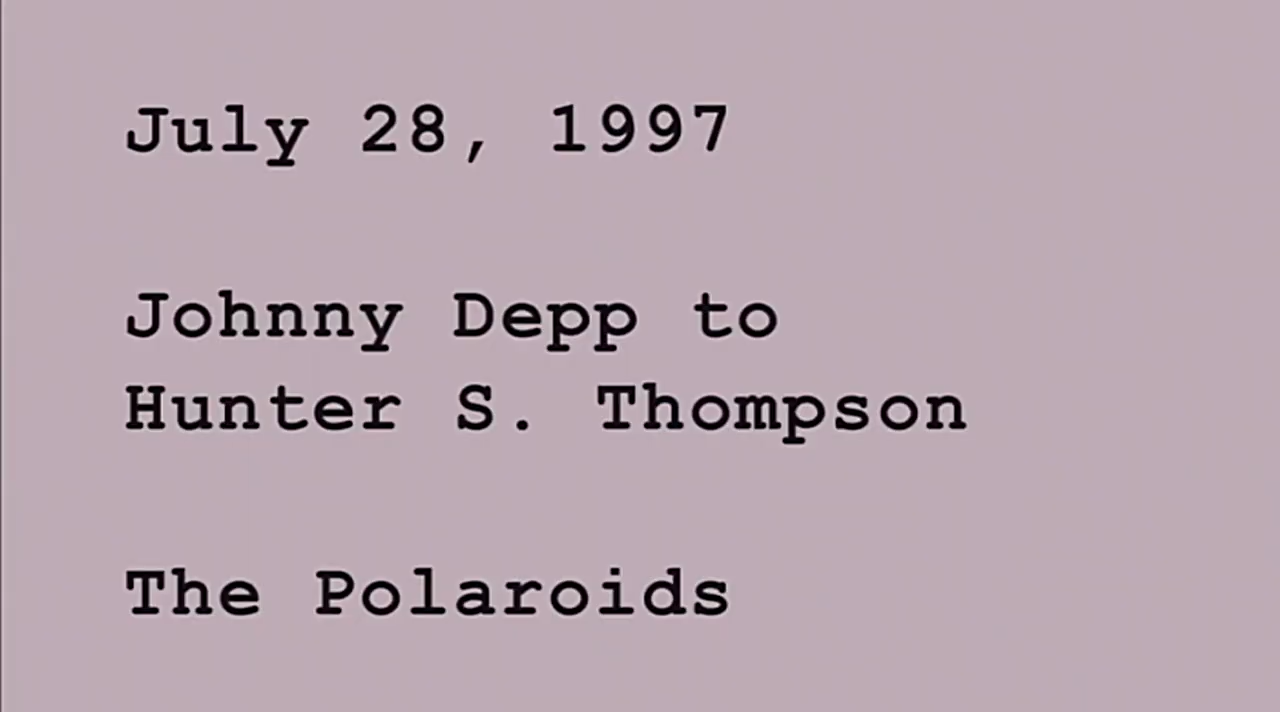 July 28, 1997
Johnny Depp to
Hunter S. Thompson
The Polaroids